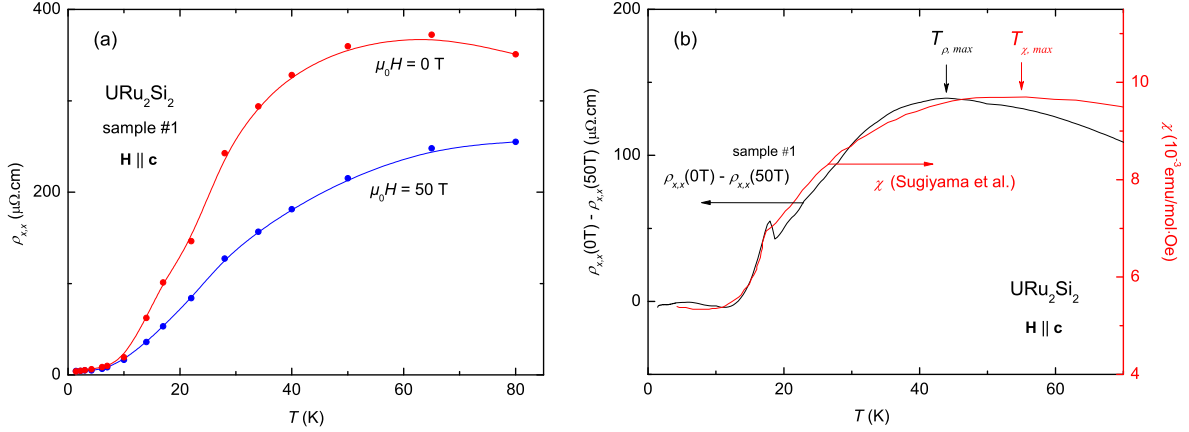 (a)
μ₀H = 0 T
URu₂Si₂
sample #1
H || c
μ₀H = 50 T
400
200
0
ρx,x (μΩ.cm)
0 20 40 60 80
T (K)
(b)
Tρ, max
Tχ, max
sample #1
ρx,x(0T) - ρx,x(50T)
χ (Sugiyama et al.)
URu₂Si₂
H || c
200
100
0
ρx,x(0T) - ρx,x(50T) (μΩ.cm)
0 20 40 60
T (K)
10
8
6
4
χ (10⁻³emu/mol·Oe)